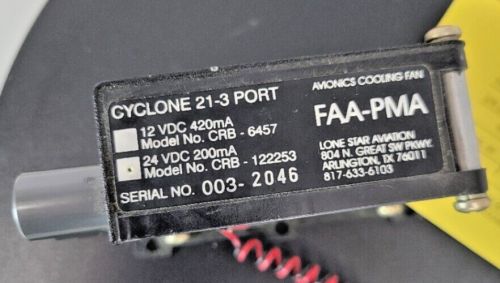 CYCLONE 21-3 PORT
12 VDC 420mA
Model No. CRB - 6457
24 VDC 200mA
Model No. CRB - 122253
SERIAL NO. 003-2046
AVIONICS COOLING FAN
FAA-PMA
LONE STAR AVIATION
804 N. GREAT SW PKWY.
ARLINGTON, TX 76011
817-633-6103